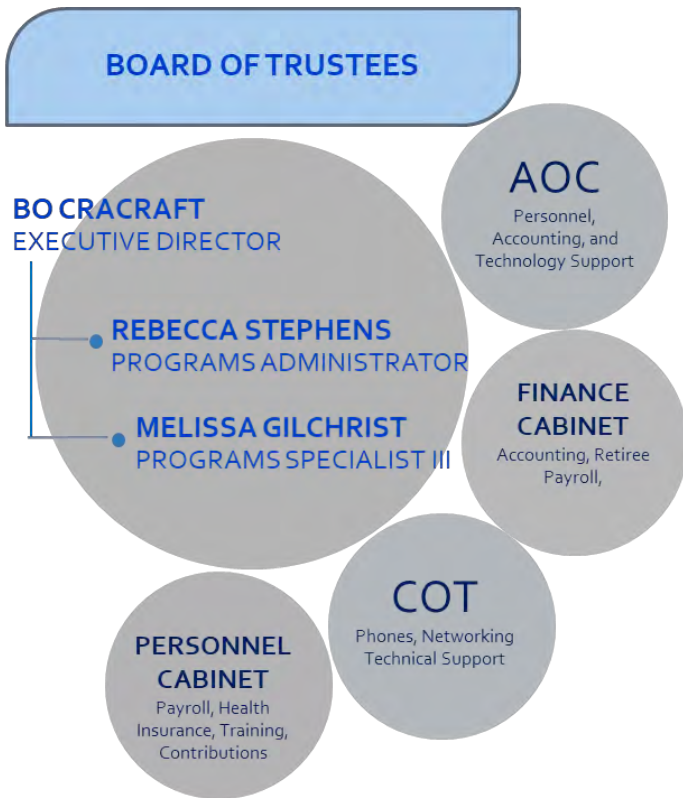 BOARD OF TRUSTEES
BO CRACRAFT
EXECUTIVE DIRECTOR
REBECCA STEPHENS
PROGRAMS ADMINISTRATOR
MELISSA GILCHRIST
PROGRAMS SPECIALIST III
AOC
Personnel,
Accounting, and
Technology Support
FINANCE
CABINET
Accounting, Retiree
Payroll,
COT
Phones, Networking
Technical Support
PERSONNEL
CABINET
Payroll, Health
Insurance, Training,
Contributions